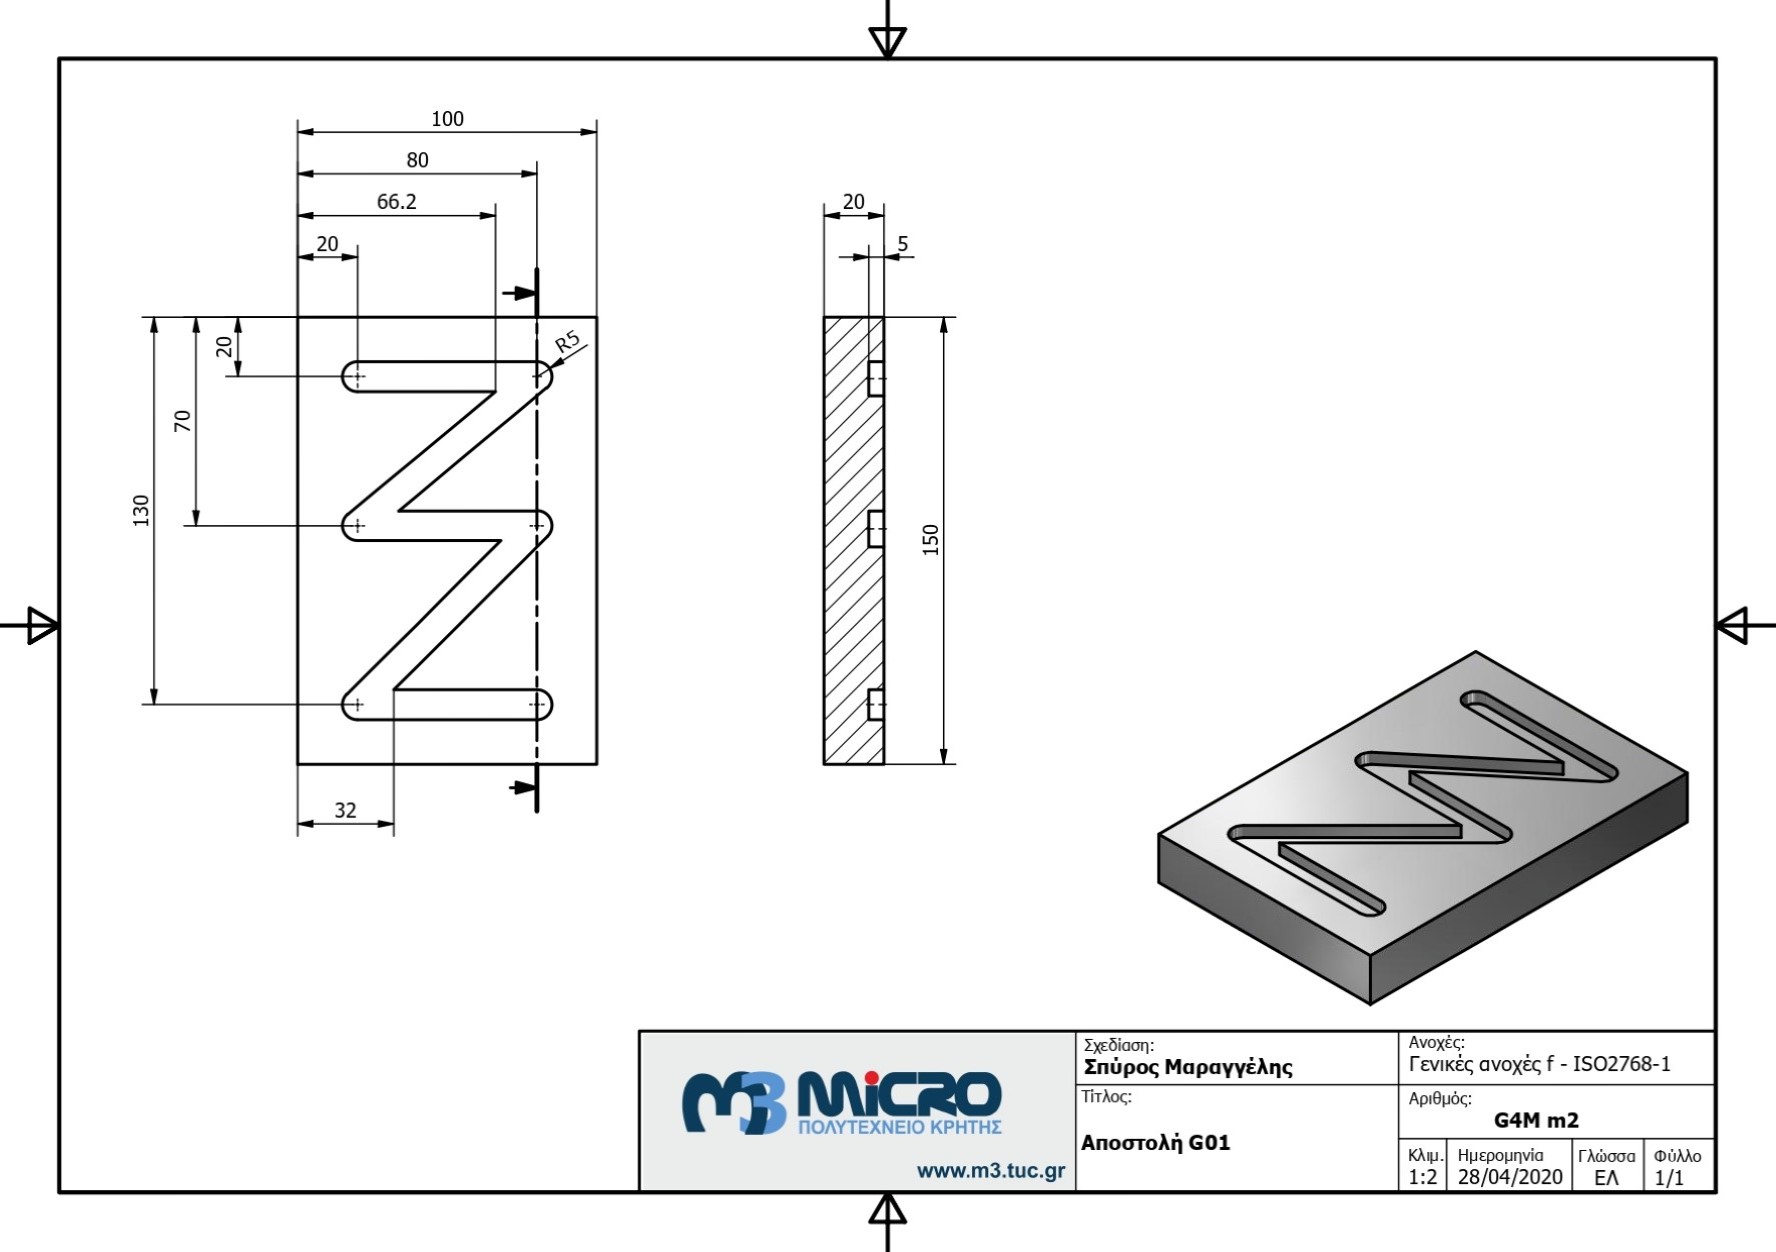 100
80
66.2
20
20
5
R5
20
70
130
150
32
m3 MiCRO
ΠΟΛΥΤΕΧΝΕΙΟ ΚΡΗΤΗΣ
www.m3.tuc.gr
Σχεδίαση:
Σπύρος Μαραγγέλης
Τίτλος:
Αποστολή G01
Ανοχές:
Γενικές ανοχές f - ISO2768-1
Αριθμός:
G4M m2
Κλιμ. Ημερομηνία Γλώσσα Φύλλο
1:2 28/04/2020 ΕΛ 1/1